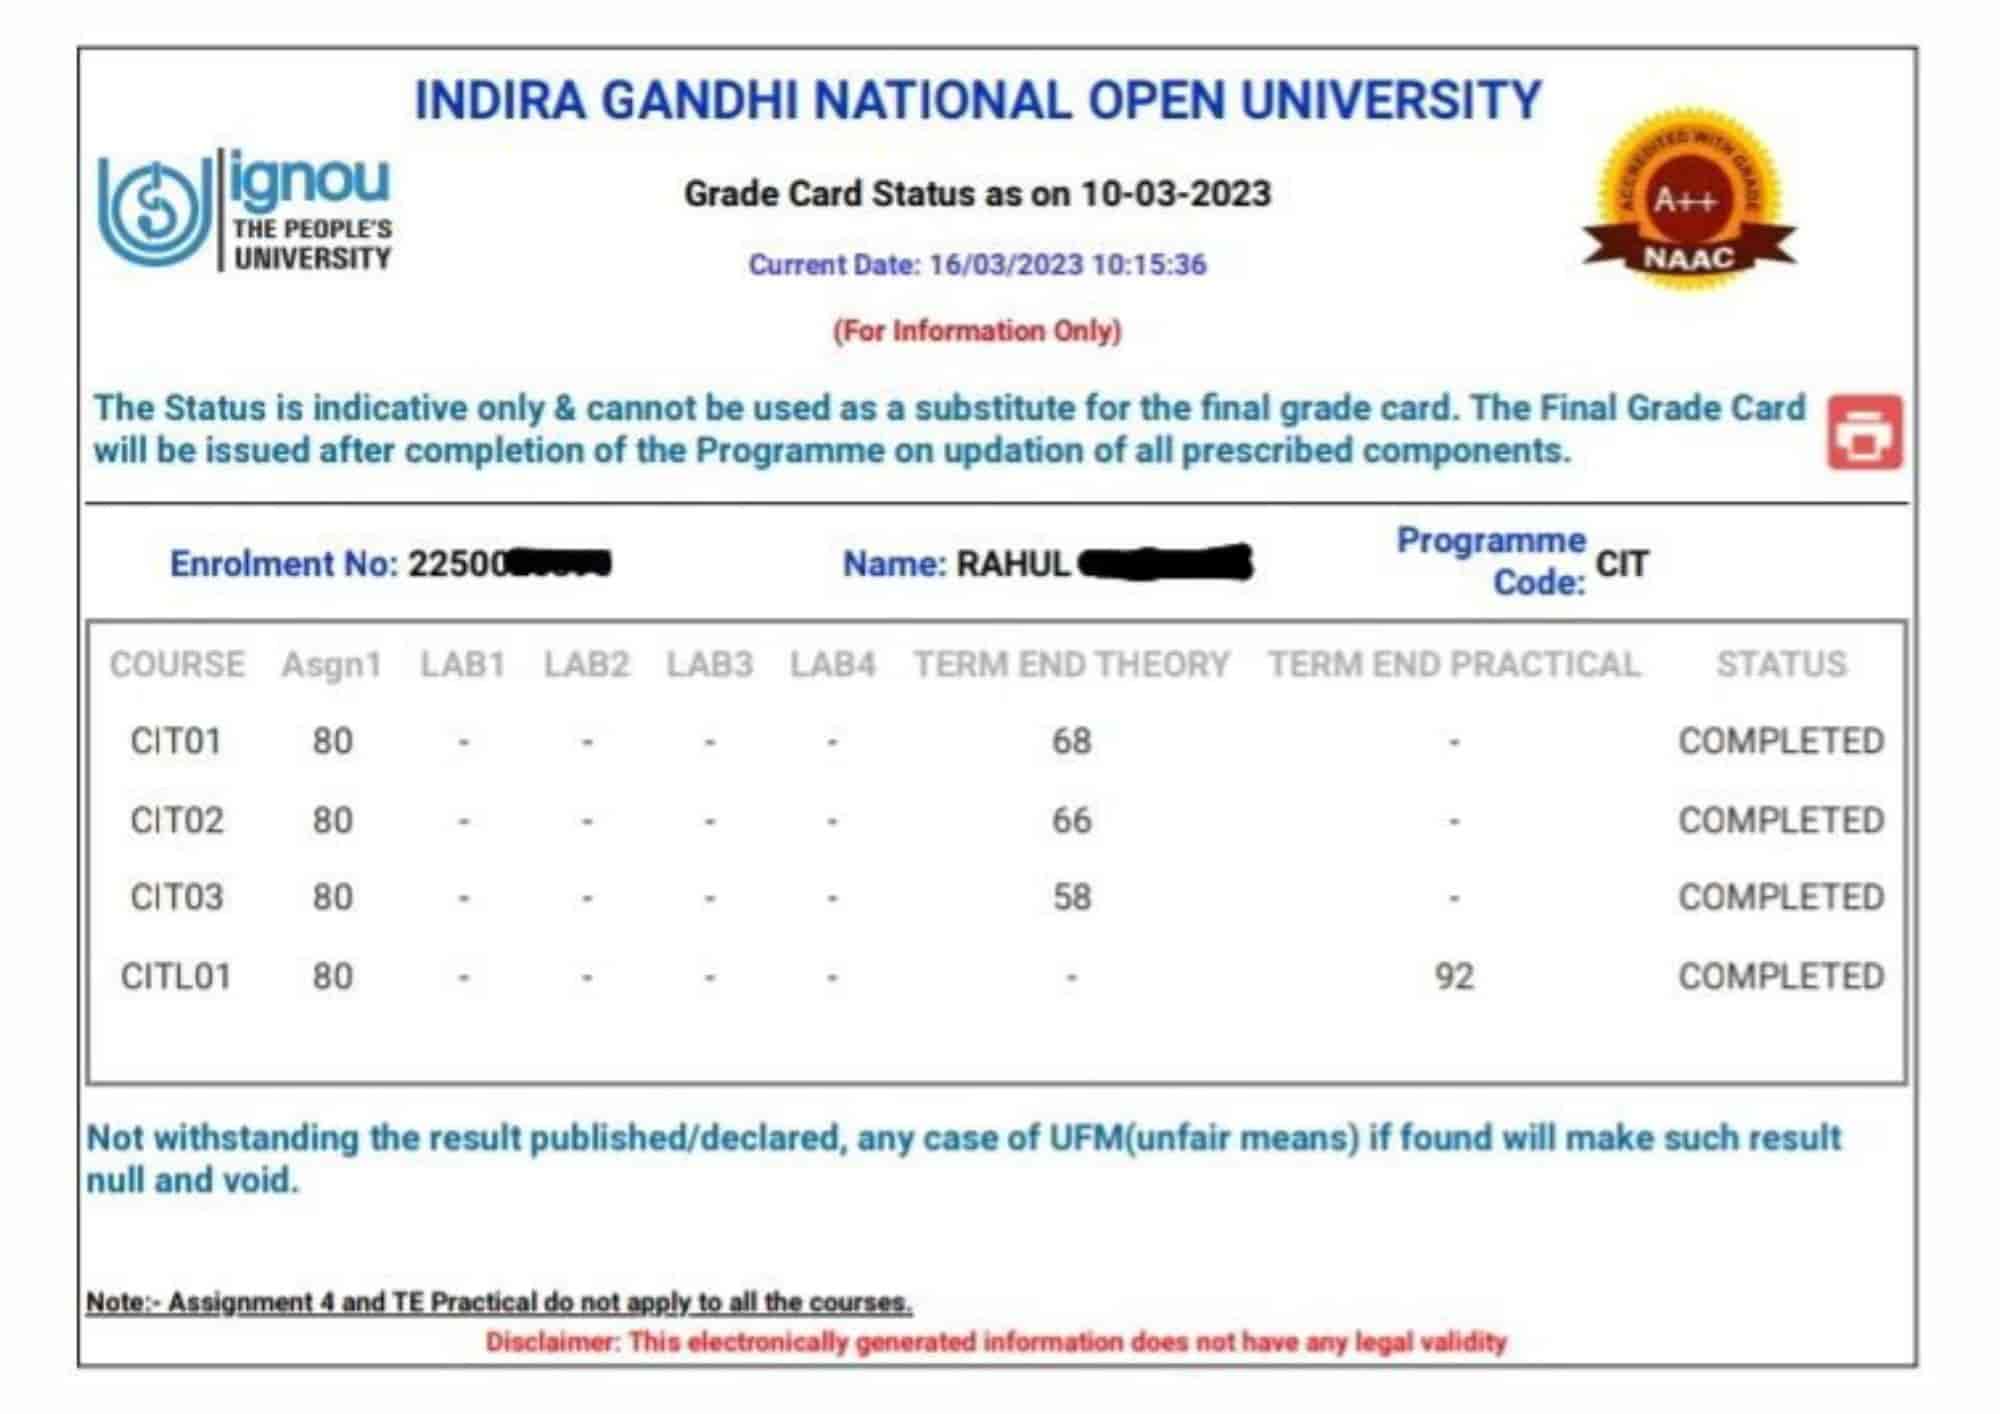 INDIRA GANDHI NATIONAL OPEN UNIVERSITY
ignou
THE PEOPLE'S
UNIVERSITY
Grade Card Status as on 10-03-2023
Current Date: 16/03/2023 10:15:36
(For Information Only)
ACCREDITED WITH GRADE
A++
NAAC
The Status is indicative only & cannot be used as a substitute for the final grade card. The Final Grade Card
will be issued after completion of the Programme on updation of all prescribed components.
Enrolment No: 22500 Name: RAHUL Programme Code: CIT
COURSE Asgn1 LAB1 LAB2 LAB3 LAB4 TERM END THEORY TERM END PRACTICAL STATUS
CIT01 80 - - - - 68 - COMPLETED
CIT02 80 - - - - 66 - COMPLETED
CIT03 80 - - - - 58 - COMPLETED
CITL01 80 - - - - - 92 COMPLETED
Not withstanding the result published/declared, any case of UFM(unfair means) if found will make such result
null and void.
Note:- Assignment 4 and TE Practical do not apply to all the courses.
Disclaimer: This electronically generated information does not have any legal validity